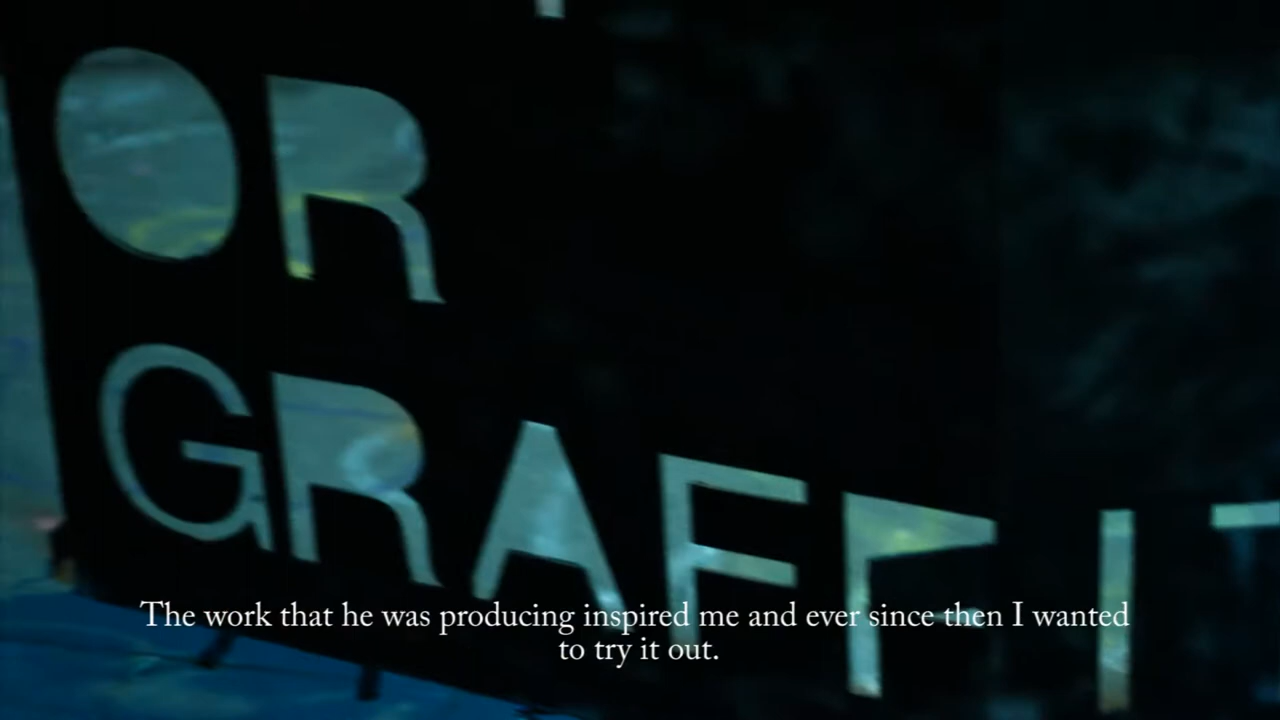 OR
GRAFFIT
The work that he was producing inspired me and ever since then I wanted
to try it out.